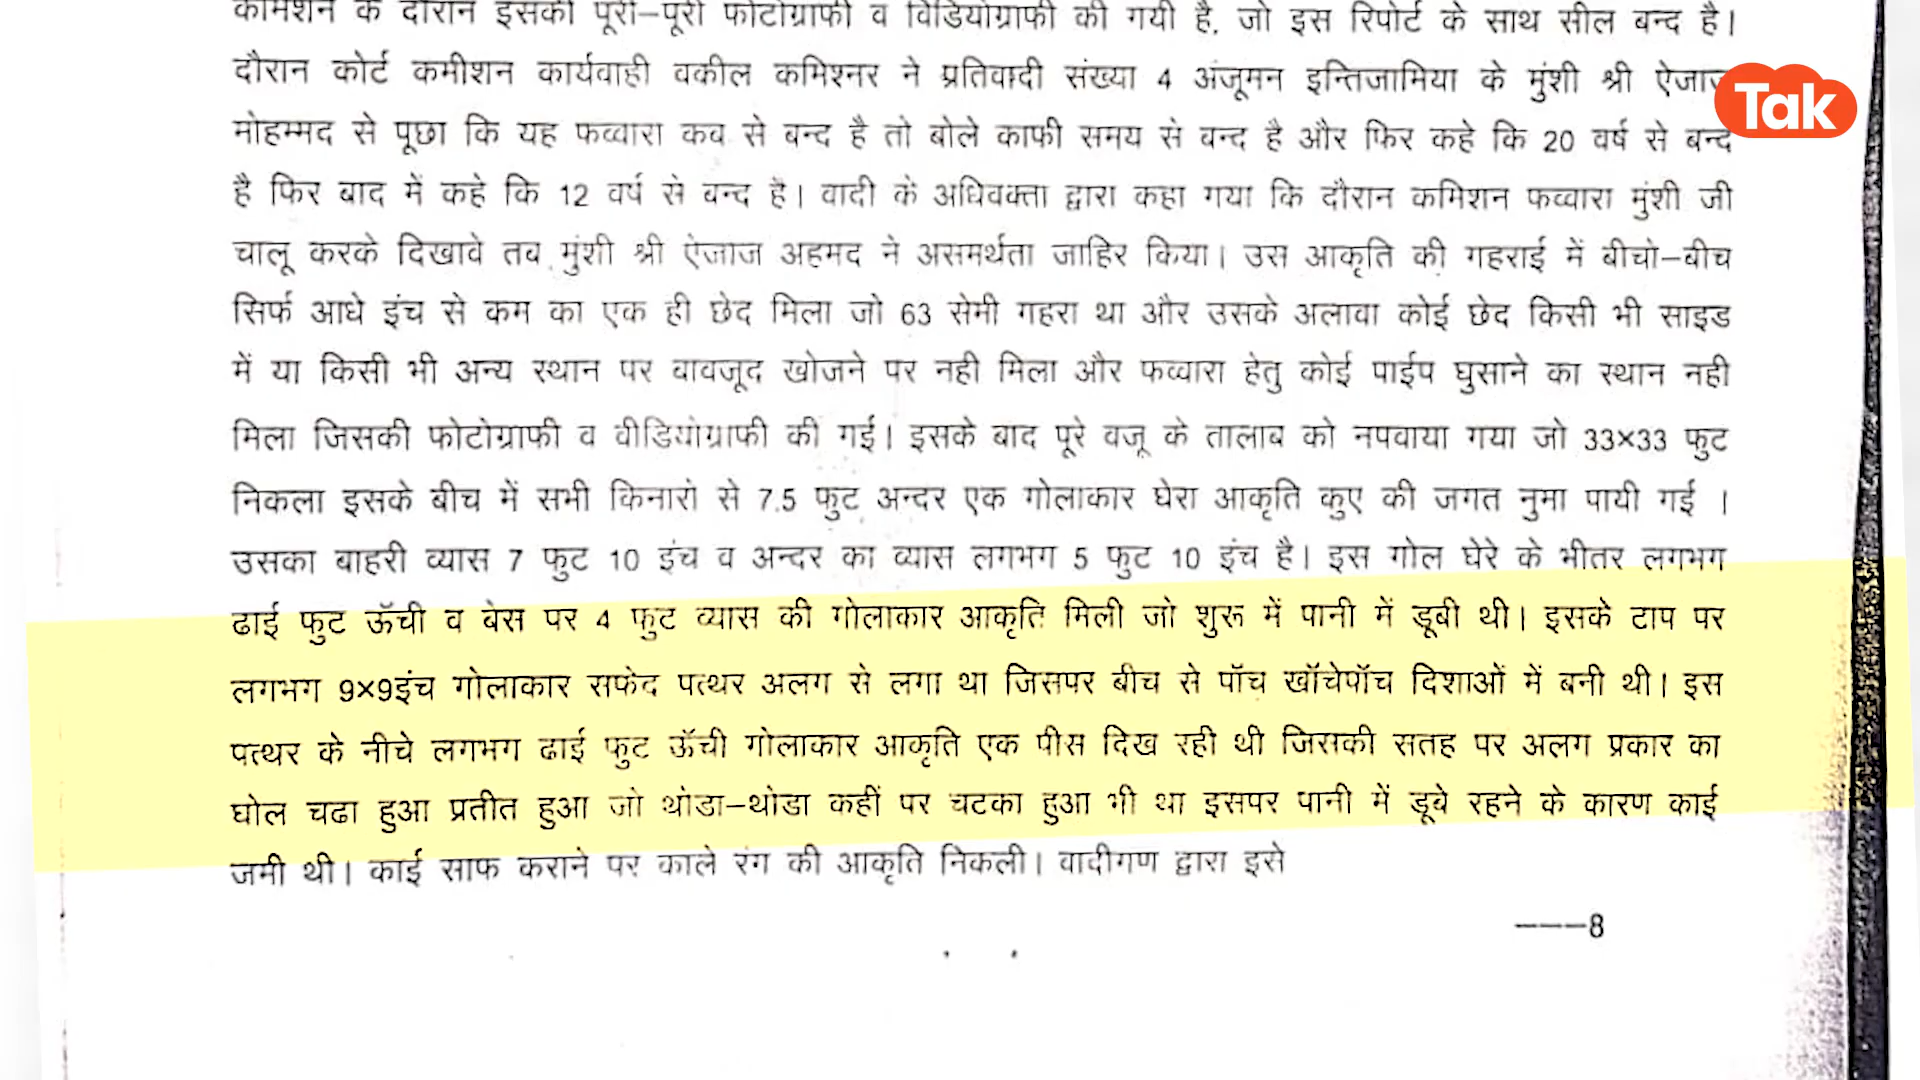 कमिशन के दौरान इसकी पूरी-पूरी फोटोग्राफी व विडियोग्राफी की गयी है, जो इस रिपोर्ट के साथ सील बन्द है।
दौरान कोर्ट कमीशन कार्यवाही वकील कमिश्नर ने प्रतिवादी संख्या 4 अंजूमन इन्तिजामिया के मुंशी श्री ऐजाज
Tak
मोहम्मद से पूछा कि यह फव्वारा कव से बन्द है तो बोले काफी समय से वन्द है और फिर कहे कि 20 वर्ष से बन्द
है फिर बाद में कहे कि 12 वर्ष से वन्द है। वादी के अधिवक्ता द्वारा कहा गया कि दौरान कमिशन फव्वारा मुंशी जी
चालू करके दिखावे तव मुंशी श्री ऐजाज अहमद ने असमर्थता जाहिर किया। उस आकृति की गहराई में बीचो-बीच
सिर्फ आधे इंच से कम का एक ही छेद मिला जो 63 सेमी गहरा था और उसके अलावा कोई छेद किसी भी साइड
में या किसी भी अन्य स्थान पर वावजूद खोजने पर नही मिला और फव्वारा हेतु कोई पाईप घुसाने का स्थान नही
मिला जिसकी फोटोग्राफी व वीडियोग्राफी की गई। इसके बाद पूरे वजू के तालाब को नपवाया गया जो 33×33 फुट
निकला इसके बीच में सभी किनारों से 7.5 फुट अन्दर एक गोलाकार घेरा आकृति कुए की जगत नुमा पायी गई ।
उसका बाहरी व्यास 7 फुट 10 इंच व अन्दर का व्यास लगभग 5 फुट 10 इंच है। इस गोल घेरे के भीतर लगभग
ढाई फुट ऊॅची व बेस पर 4 फुट व्यास की गोलाकार आकृति मिली जो शुरू में पानी में डूबी थी। इसके टाप पर
लगभग 9×9इंच गोलाकार सफेद पत्थर अलग से लगा था जिसपर बीच से पॉच खॉचेपॉच दिशाओं में बनी थी। इस
पत्थर के नीचे लगभग ढाई फुट ऊॅची गोलाकार आकृति एक पीस दिख रही थी जिसकी सतह पर अलग प्रकार का
घोल चढा हुआ प्रतीत हुआ जो थोडा-थोडा कहीं पर चटका हुआ भी था इसपर पानी में डूबे रहने के कारण काई
जमी थी। काई साफ कराने पर काले रंग की आकृति निकली। वादीगण द्वारा इसे
---8